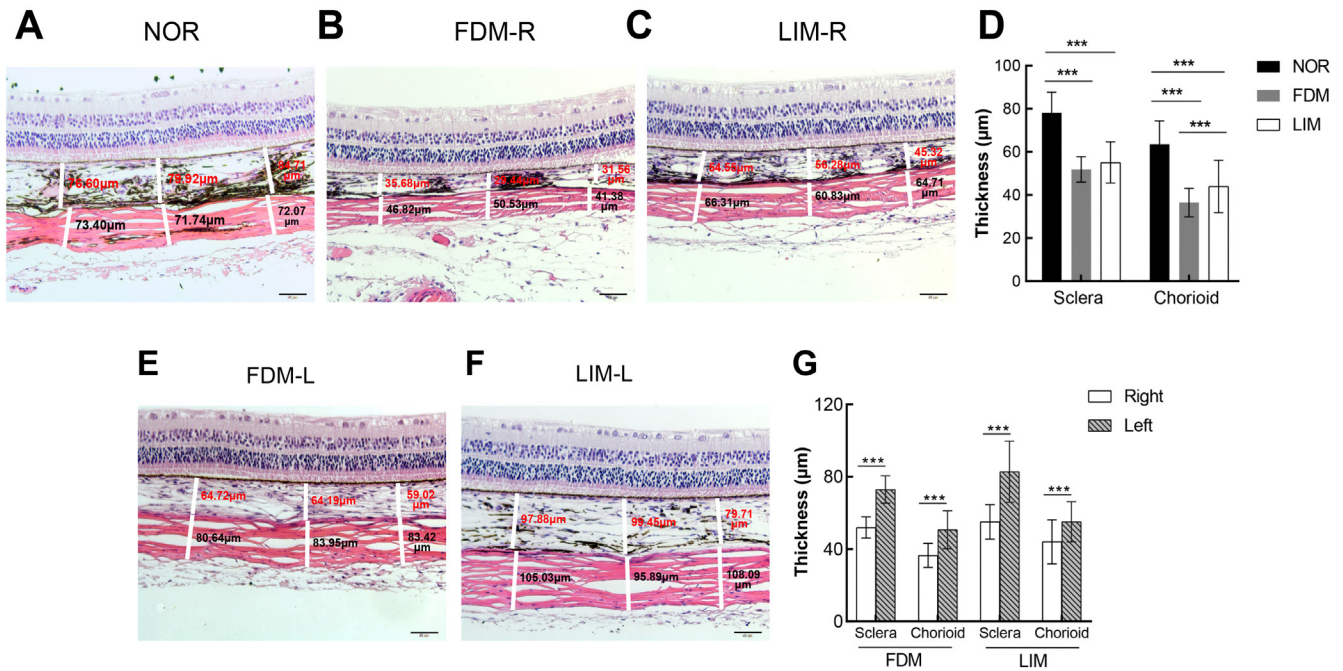 A NOR
B FDM-R
C LIM-R
D
76.60μm
73.40μm
71.74μm
72.07
μm
35.68μm
31.56
μm
46.82μm
50.53μm
41.38
μm
56.28μm
45.32
μm
66.31μm
60.83μm
64.71
μm
Thickness (μm)
100
80
60
40
20
0
***
***
***
***
***
Sclera
Chorioid
NOR
FDM
LIM
E FDM-L
F LIM-L
G
64.72μm
64.19μm
59.02
μm
80.64μm
83.95μm
83.42
μm
97.88μm
79.71
μm
105.03μm
95.89μm
108.09
μm
Thickness (μm)
120
80
40
0
***
***
***
***
Sclera Chorioid Sclera Chorioid
FDM LIM
Right
Left